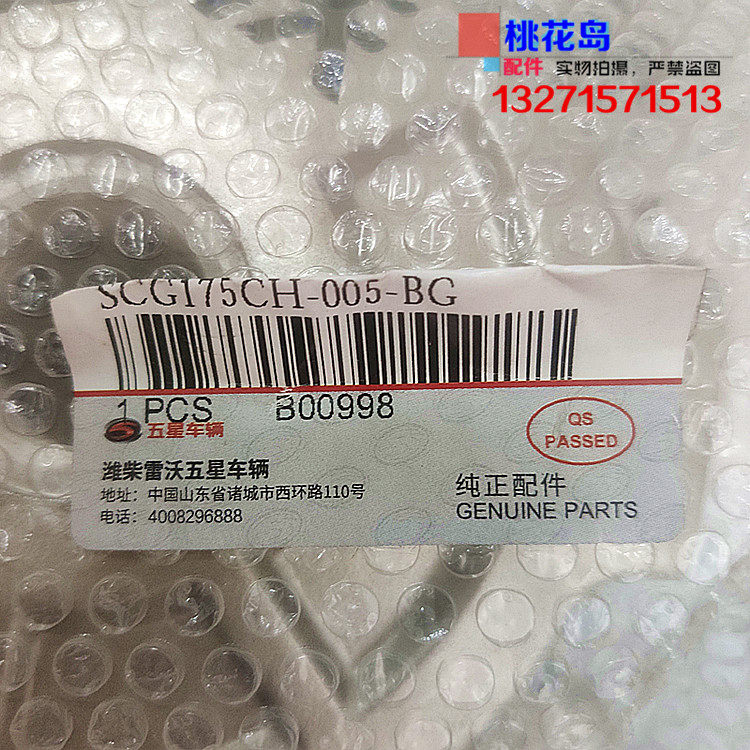 桃花岛
配件 实物拍摄，严禁盗图
13271571513
SCG175CH-005-BG
1 PCS B00998
五星车辆
QS
PASSED
潍柴雷沃五星车辆
地址：中国山东省诸城市西环路110号
电话：4008296888
纯正配件
GENUINE PARTS